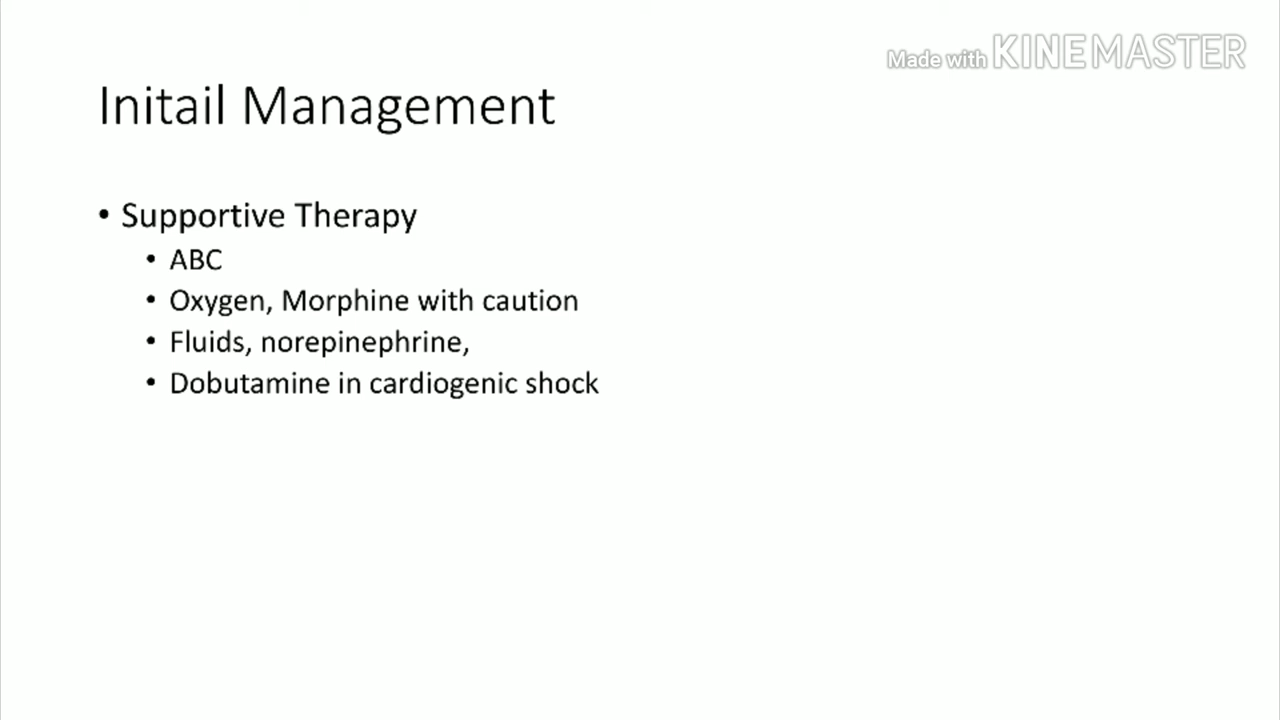 Made with KINEMASTER
Initail Management
• Supportive Therapy
• ABC
• Oxygen, Morphine with caution
• Fluids, norepinephrine,
• Dobutamine in cardiogenic shock